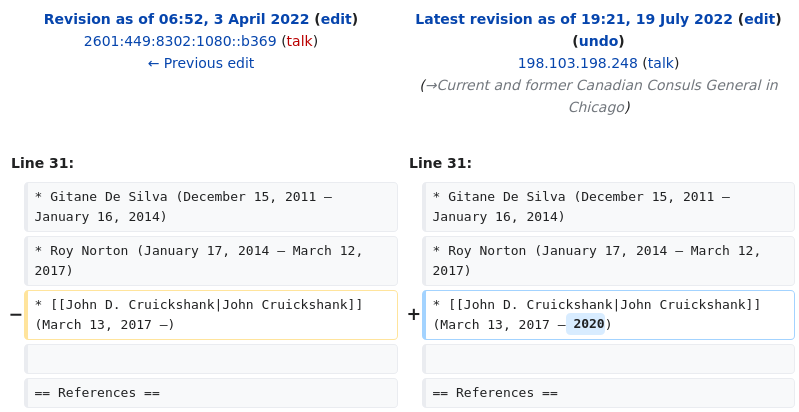 Revision as of 06:52, 3 April 2022 (edit)
2601:449:8302:1080::b369 (talk)
← Previous edit
Latest revision as of 19:21, 19 July 2022 (edit)
(undo)
198.103.198.248 (talk)
(→Current and former Canadian Consuls General in
Chicago)
Line 31:
Line 31:
* Gitane De Silva (December 15, 2011 –
January 16, 2014)
* Gitane De Silva (December 15, 2011 –
January 16, 2014)
* Roy Norton (January 17, 2014 – March 12,
2017)
* Roy Norton (January 17, 2014 – March 12,
2017)
− * [[John D. Cruickshank|John Cruickshank]]
(March 13, 2017 –)
+ * [[John D. Cruickshank|John Cruickshank]]
(March 13, 2017 – 2020)
== References ==
== References ==